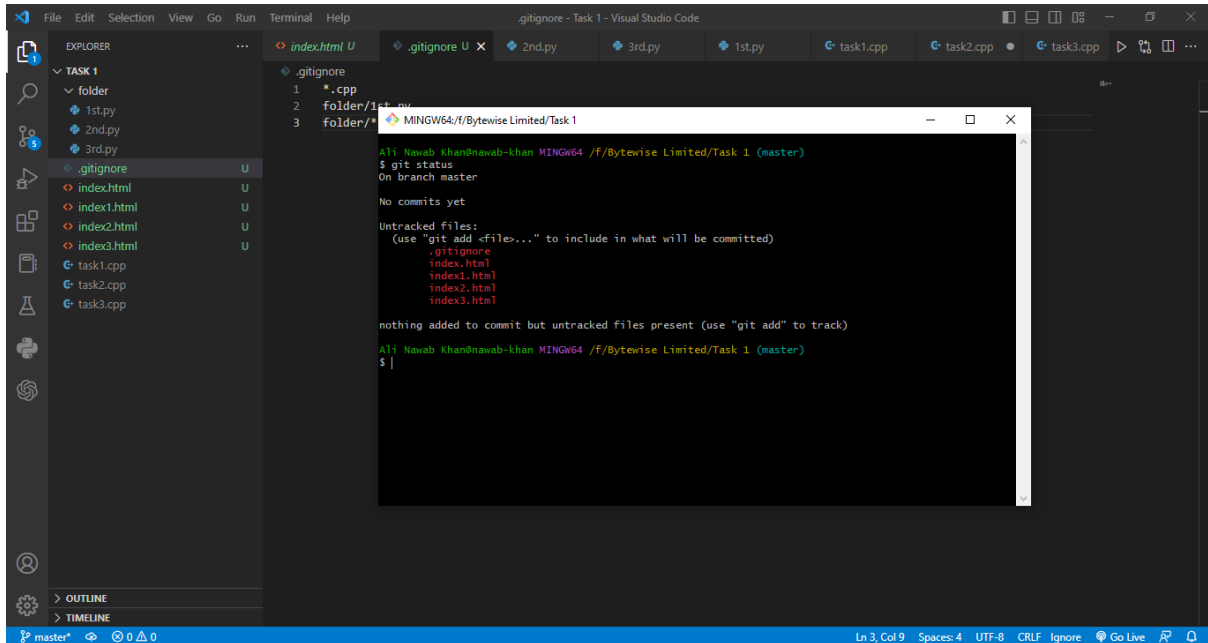 File Edit Selection View Go Run Terminal Help
.gitignore - Task 1 - Visual Studio Code
EXPLORER
index.html U
.gitignore U
2nd.py
3rd.py
1st.py
task1.cpp
task2.cpp
task3.cpp
TASK 1
folder
1st.py
2nd.py
3rd.py
.gitignore U
index.html U
index1.html U
index2.html U
index3.html U
task1.cpp
task2.cpp
task3.cpp
OUTLINE
TIMELINE
1
5
.gitignore
1 *.cpp
2 folder/1st.py
3 folder/*
MINGW64:/f/Bytewise Limited/Task 1
Ali Nawab Khan@nawab-khan MINGW64 /f/Bytewise Limited/Task 1 (master)
$ git status
On branch master
No commits yet
Untracked files:
(use "git add <file>..." to include in what will be committed)
.gitignore
index.html
index1.html
index2.html
index3.html
nothing added to commit but untracked files present (use "git add" to track)
Ali Nawab Khan@nawab-khan MINGW64 /f/Bytewise Limited/Task 1 (master)
$
master* 0 0
Ln 3, Col 9 Spaces: 4 UTF-8 CRLF Ignore Go Live